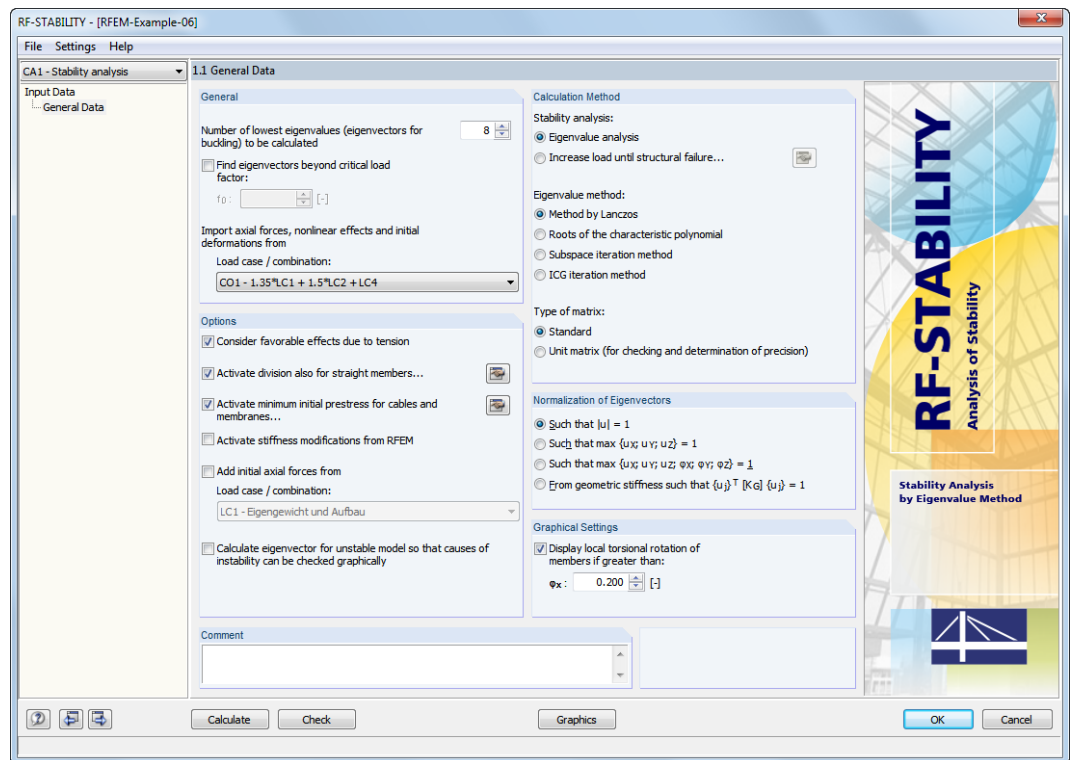 RF-STABILITY - [RFEM-Example-06]
File Settings Help
CA1 - Stability analysis
1.1 General Data
Input Data
General Data
General
Number of lowest eigenvalues (eigenvectors for
buckling) to be calculated
8
Find eigenvectors beyond critical load
factor:
f0 : [-]
Import axial forces, nonlinear effects and initial
deformations from
Load case / combination:
CO1 - 1.35*LC1 + 1.5*LC2 + LC4
Options
Consider favorable effects due to tension
Activate division also for straight members...
Activate minimum initial prestress for cables and
membranes...
Activate stiffness modifications from RFEM
Add initial axial forces from
Load case / combination:
LC1 - Eigengewicht und Aufbau
Calculate eigenvector for unstable model so that causes of
instability can be checked graphically
Calculation Method
Stability analysis:
Eigenvalue analysis
Increase load until structural failure...
Eigenvalue method:
Method by Lanczos
Roots of the characteristic polynomial
Subspace iteration method
ICG iteration method
Type of matrix:
Standard
Unit matrix (for checking and determination of precision)
Normalization of Eigenvectors
Such that |u| = 1
Such that max {ux; uy; uz} = 1
Such that max {ux; uy; uz; φx; φy; φz} = 1
From geometric stiffness such that {uj}ᵀ [KG] {uj} = 1
Graphical Settings
Display local torsional rotation of
members if greater than:
φx : 0.200 [-]
Comment
RF-STABILITY
Analysis of Stability
Stability Analysis
by Eigenvalue Method
Calculate Check Graphics OK Cancel